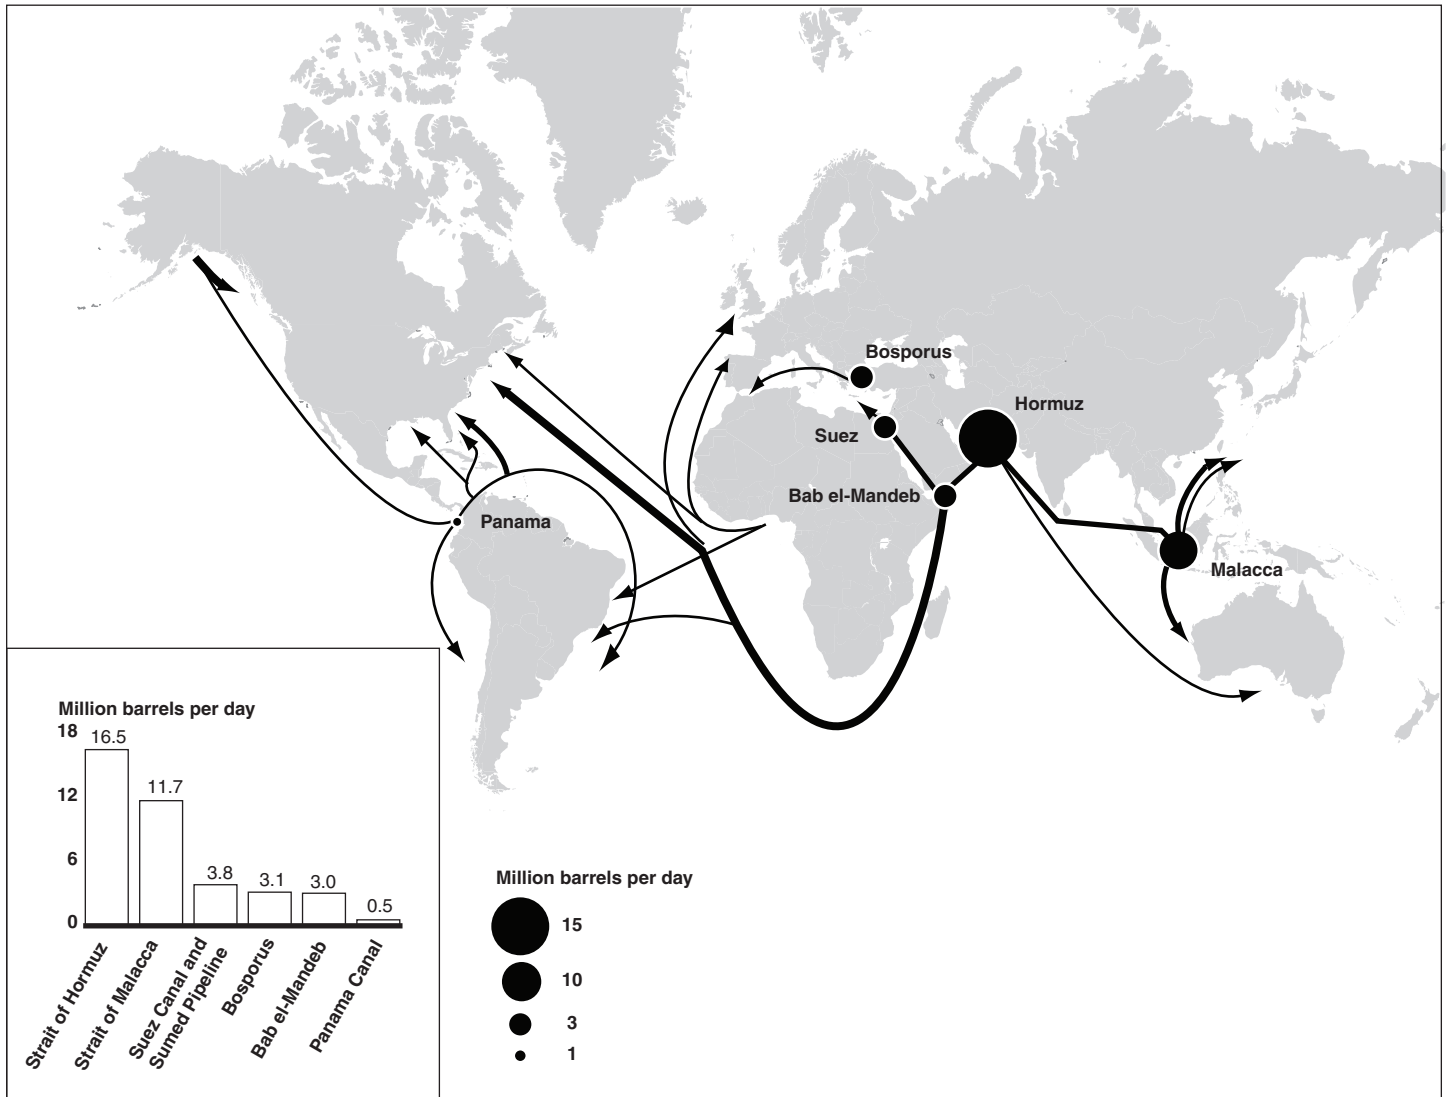 Bosporus
Hormuz
Suez
Bab el-Mandeb
Panama
Malacca
Million barrels per day
18
12
6
0
16.5
11.7
3.8
3.1
3.0
0.5
Strait of Hormuz
Strait of Malacca
Suez Canal and
Sumed Pipeline
Bosporus
Bab el-Mandeb
Panama Canal
Million barrels per day
15
10
3
1